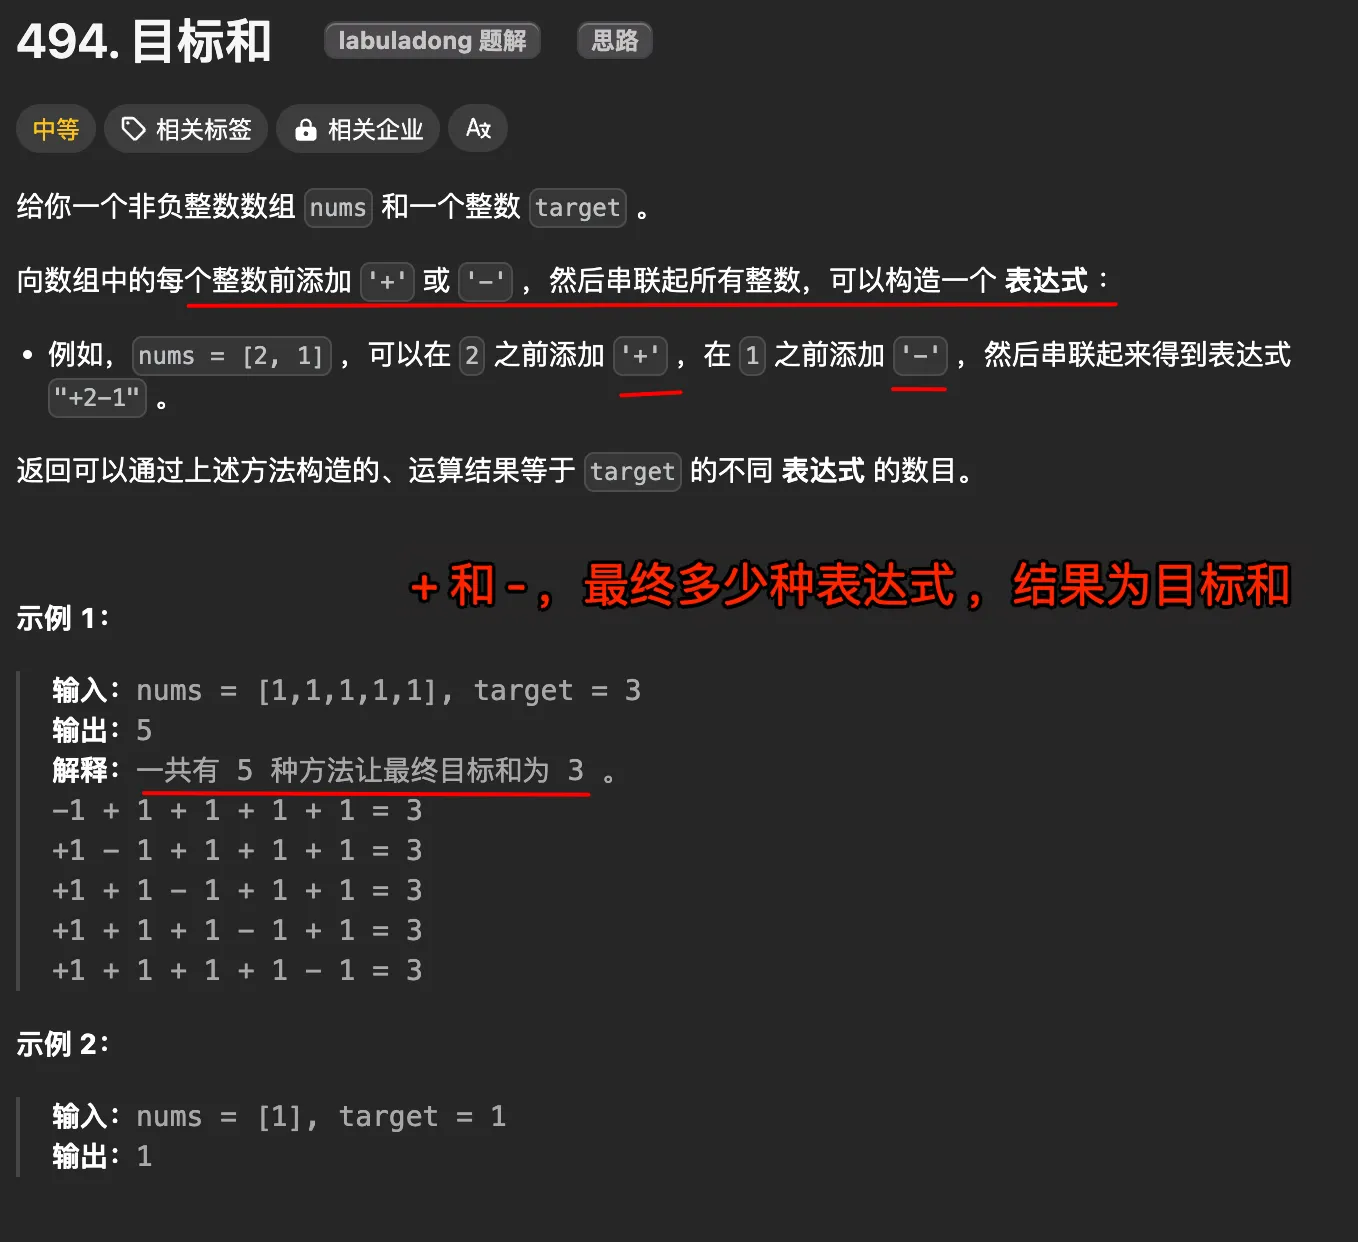 494. 目标和 labuladong 题解 思路
中等 相关标签 相关企业
给你一个非负整数数组 nums 和一个整数 target 。
向数组中的每个整数前添加 '+' 或 '-' ，然后串联起所有整数，可以构造一个 表达式 ：
• 例如，nums = [2, 1] ，可以在 2 之前添加 '+' ，在 1 之前添加 '-' ，然后串联起来得到表达式
"+2-1" 。
返回可以通过上述方法构造的、运算结果等于 target 的不同 表达式 的数目。
+ 和 - ，最终多少种表达式 ，结果为目标和
示例 1：
输入：nums = [1,1,1,1,1], target = 3
输出：5
解释：一共有 5 种方法让最终目标和为 3 。
-1 + 1 + 1 + 1 + 1 = 3
+1 - 1 + 1 + 1 + 1 = 3
+1 + 1 - 1 + 1 + 1 = 3
+1 + 1 + 1 - 1 + 1 = 3
+1 + 1 + 1 + 1 - 1 = 3
示例 2：
输入：nums = [1], target = 1
输出：1